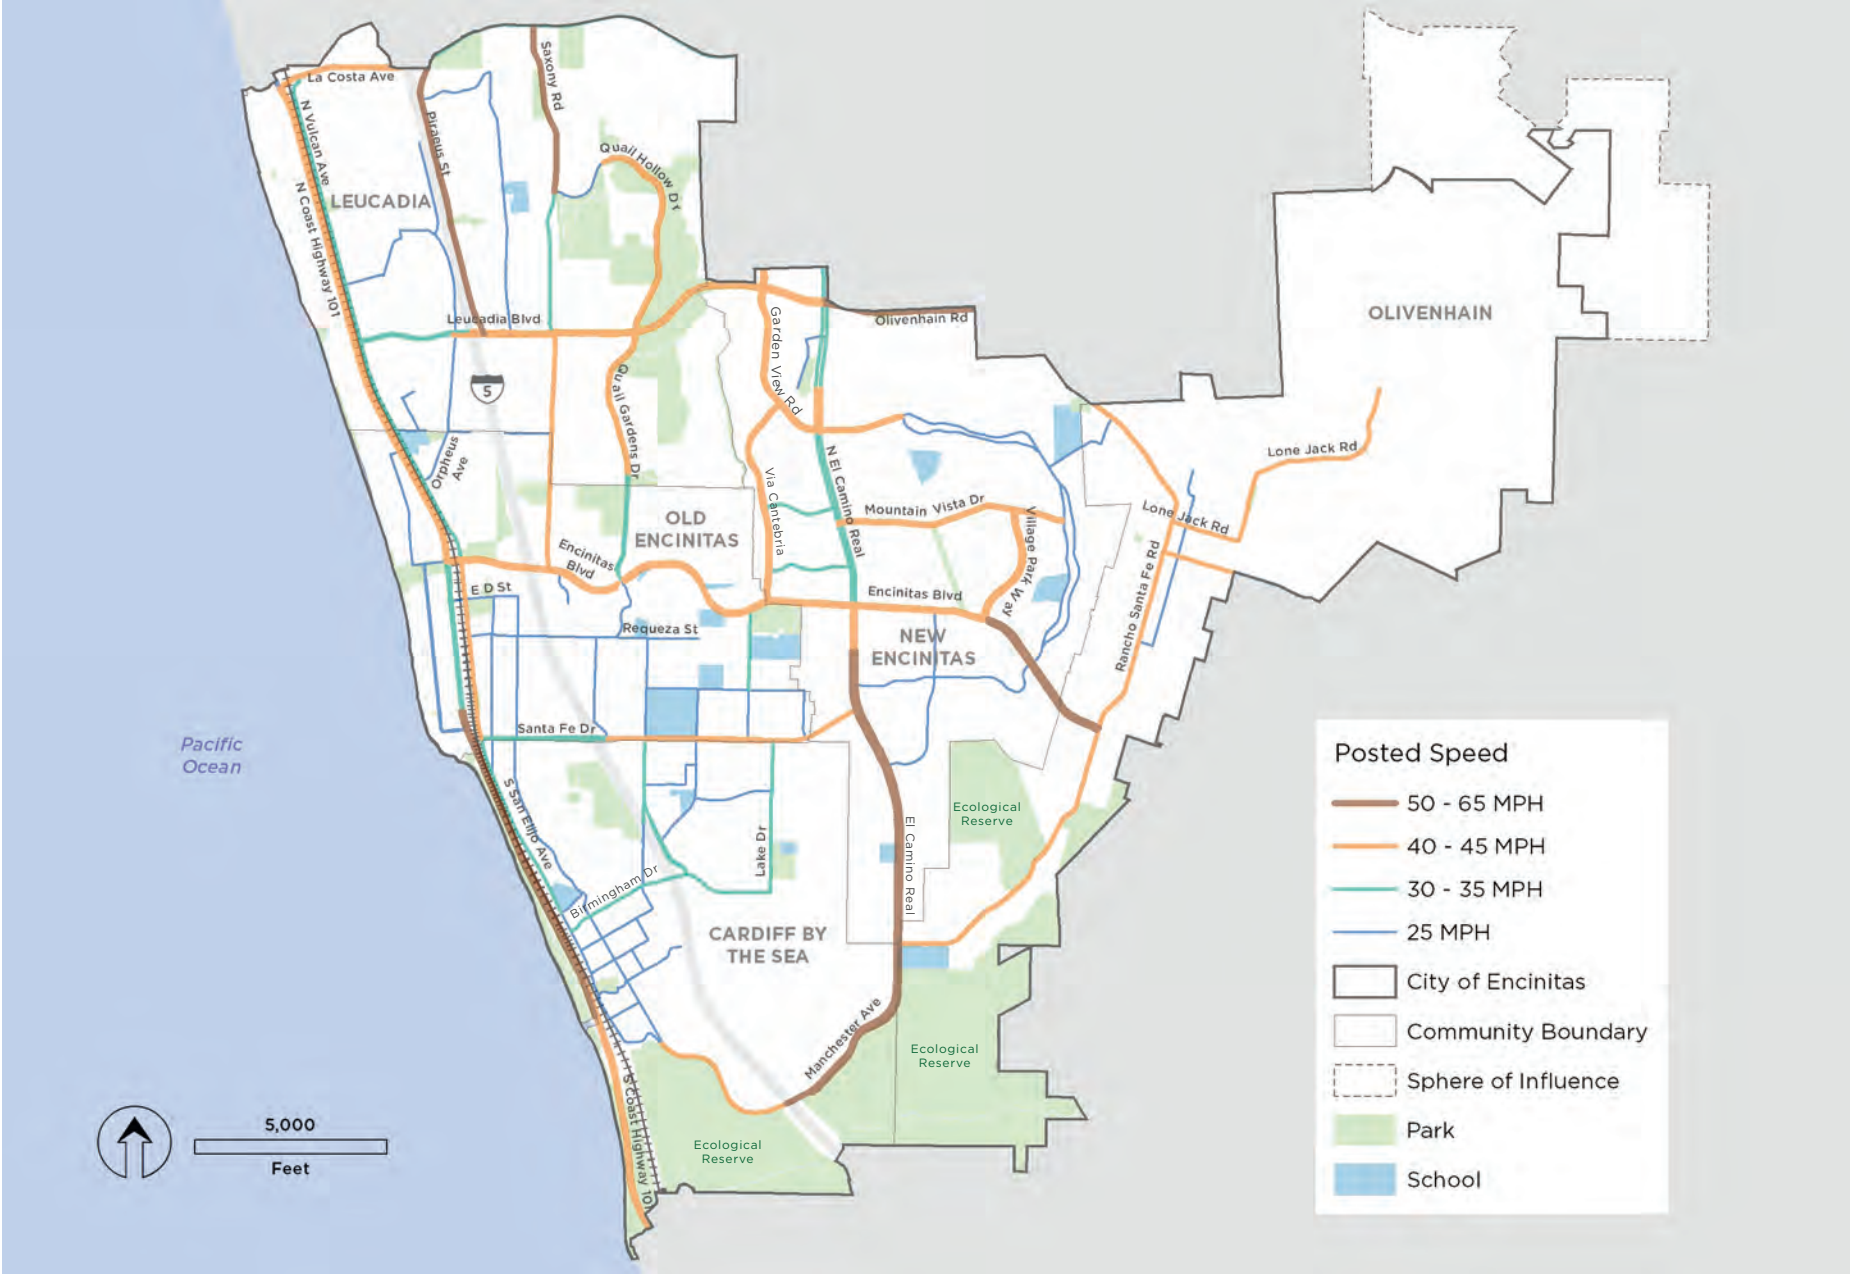 La Costa Ave
N Vulcan Ave
N Coast Highway 101
Piraeus St
Saxony Rd
Quail Hollow Dr
LEUCADIA
Leucadia Blvd
5
Olivenhain Rd
OLIVENHAIN
Garden View Rd
Quail Gardens Dr
Orpheus
Ave
Via Cantebria
N El Camino Real
Mountain Vista Dr
Village Park Way
Lone Jack Rd
Lone Jack Rd
OLD
ENCINITAS
Encinitas
Blvd
E D St
Encinitas Blvd
Requeza St
NEW
ENCINITAS
Rancho Santa Fe Rd
Santa Fe Dr
Pacific
Ocean
S San Elijo Ave
Lake Dr
Birmingham Dr
El Camino Real
Ecological
Reserve
CARDIFF BY
THE SEA
Manchester Ave
Ecological
Reserve
Ecological
Reserve
S Coast Highway 101
5,000
Feet
Posted Speed
50 - 65 MPH
40 - 45 MPH
30 - 35 MPH
25 MPH
City of Encinitas
Community Boundary
Sphere of Influence
Park
School